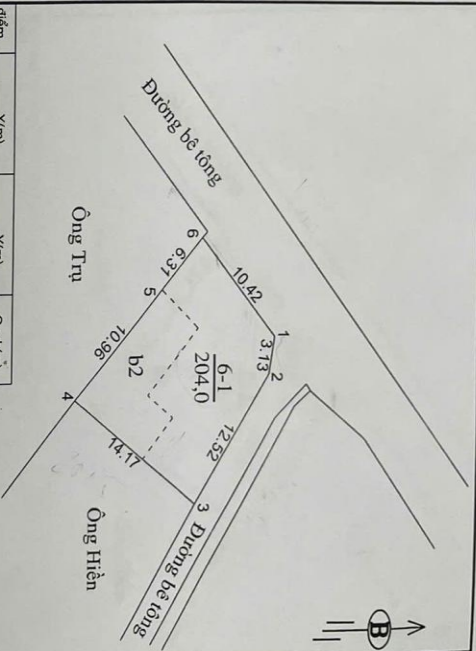 Đường bê tông
Ông Trụ
6
6.31
5
10.96
4
10.42
1
3.13
2
6-1
204,0
b2
12.52
14.17
3
Đường bê tông
Ông Hiền
B
điểm
X(m)
Y(m)